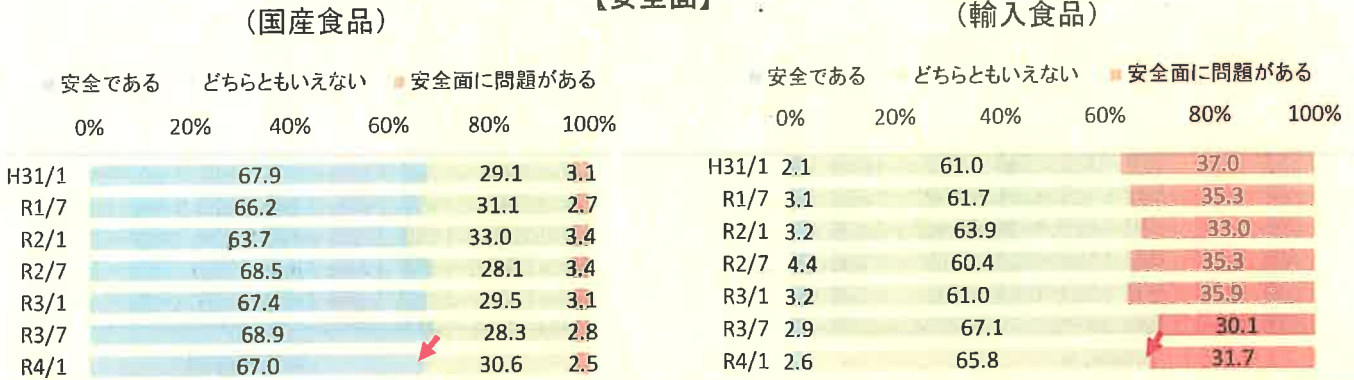 【安全面】
(国産食品)
安全である どちらともいえない 安全面に問題がある
0% 20% 40% 60% 80% 100%
H31/1 67.9 29.1 3.1
R1/7 66.2 31.1 2.7
R2/1 63.7 33.0 3.4
R2/7 68.5 28.1 3.4
R3/1 67.4 29.5 3.1
R3/7 68.9 28.3 2.8
R4/1 67.0 30.6 2.5
(輸入食品)
安全である どちらともいえない 安全面に問題がある
0% 20% 40% 60% 80% 100%
H31/1 2.1 61.0 37.0
R1/7 3.1 61.7 35.3
R2/1 3.2 63.9 33.0
R2/7 4.4 60.4 35.3
R3/1 3.2 61.0 35.9
R3/7 2.9 67.1 30.1
R4/1 2.6 65.8 31.7